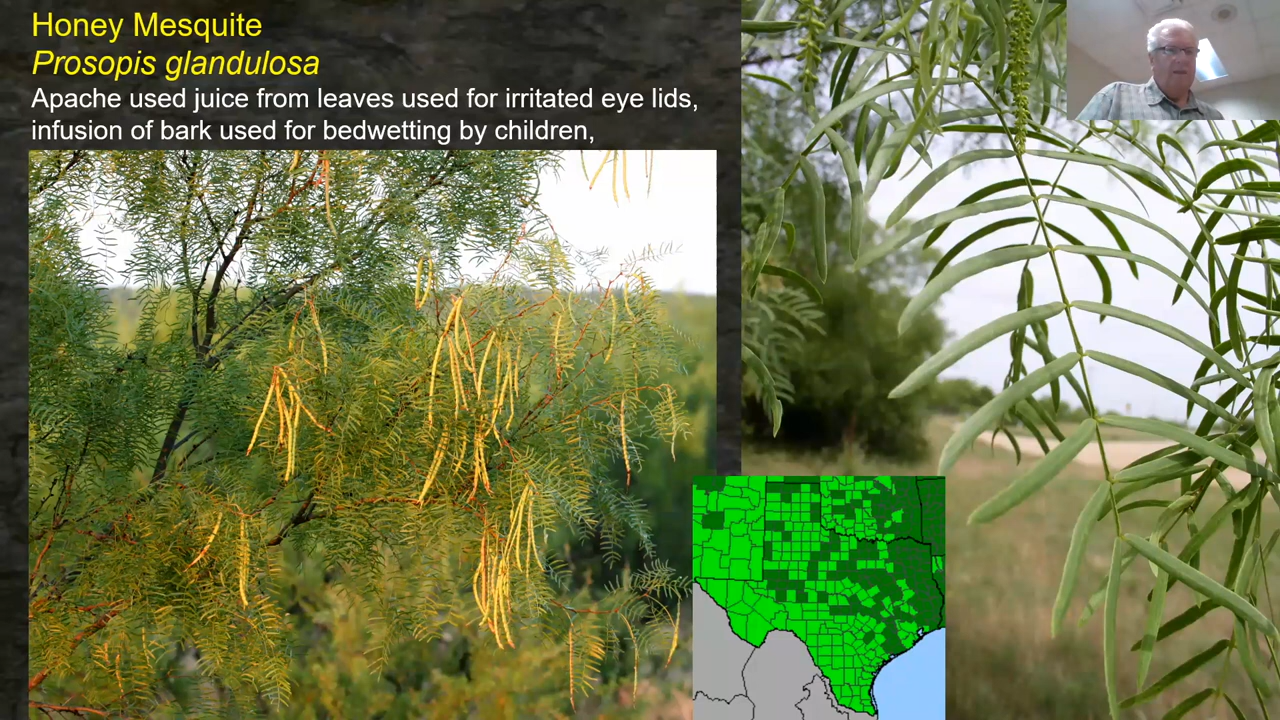 Honey Mesquite
Prosopis glandulosa
Apache used juice from leaves used for irritated eye lids,
infusion of bark used for bedwetting by children,